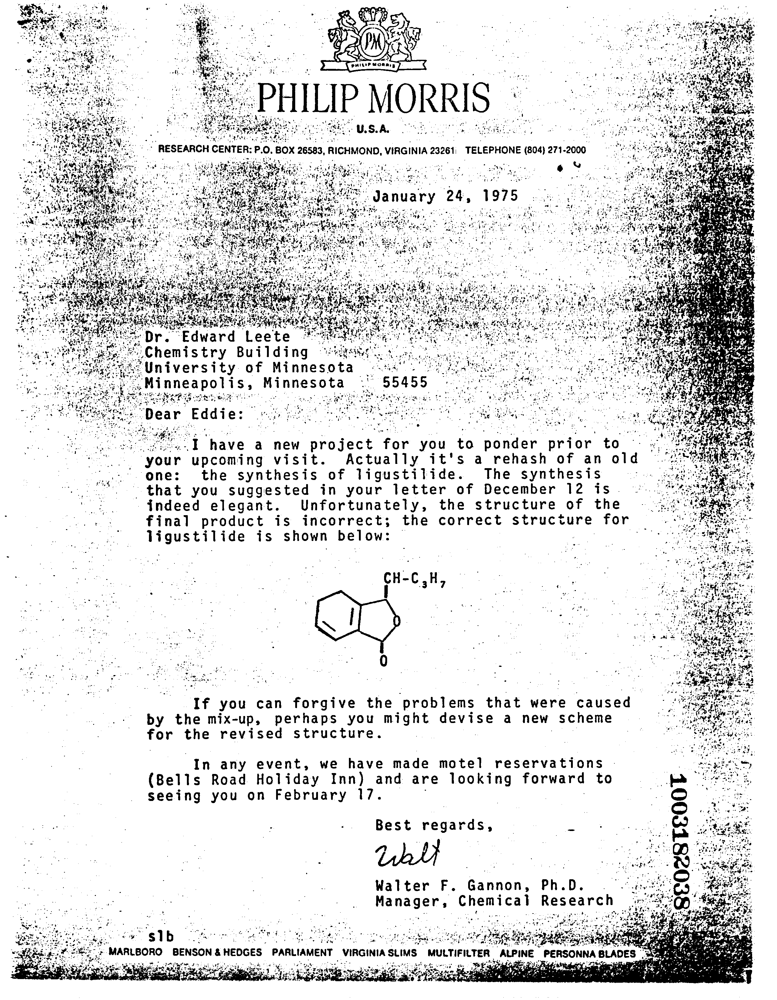 PM
PHILIP MORRIS
PHILIP MORRIS
U.S.A.
RESEARCH CENTER: P.O. BOX 26583, RICHMOND, VIRGINIA 23261 TELEPHONE (804) 271-2000
January 24, 1975
Dr. Edward Leete
Chemistry Building
University of Minnesota
Minneapolis, Minnesota 55455
Dear Eddie:
I have a new project for you to ponder prior to
your upcoming visit. Actually it's a rehash of an old
one: the synthesis of ligustilide. The synthesis
that you suggested in your letter of December 12 is
indeed elegant. Unfortunately, the structure of the
final product is incorrect; the correct structure for
ligustilide is shown below:
CH-C₃H₇
O
O
If you can forgive the problems that were caused
by the mix-up, perhaps you might devise a new scheme
for the revised structure.
In any event, we have made motel reservations
(Bells Road Holiday Inn) and are looking forward to
seeing you on February 17.
Best regards,
Walt
Walter F. Gannon, Ph.D.
Manager, Chemical Research
slb
MARLBORO BENSON & HEDGES PARLIAMENT VIRGINIA SLIMS MULTIFILTER ALPINE PERSONNA BLADES
1003182038